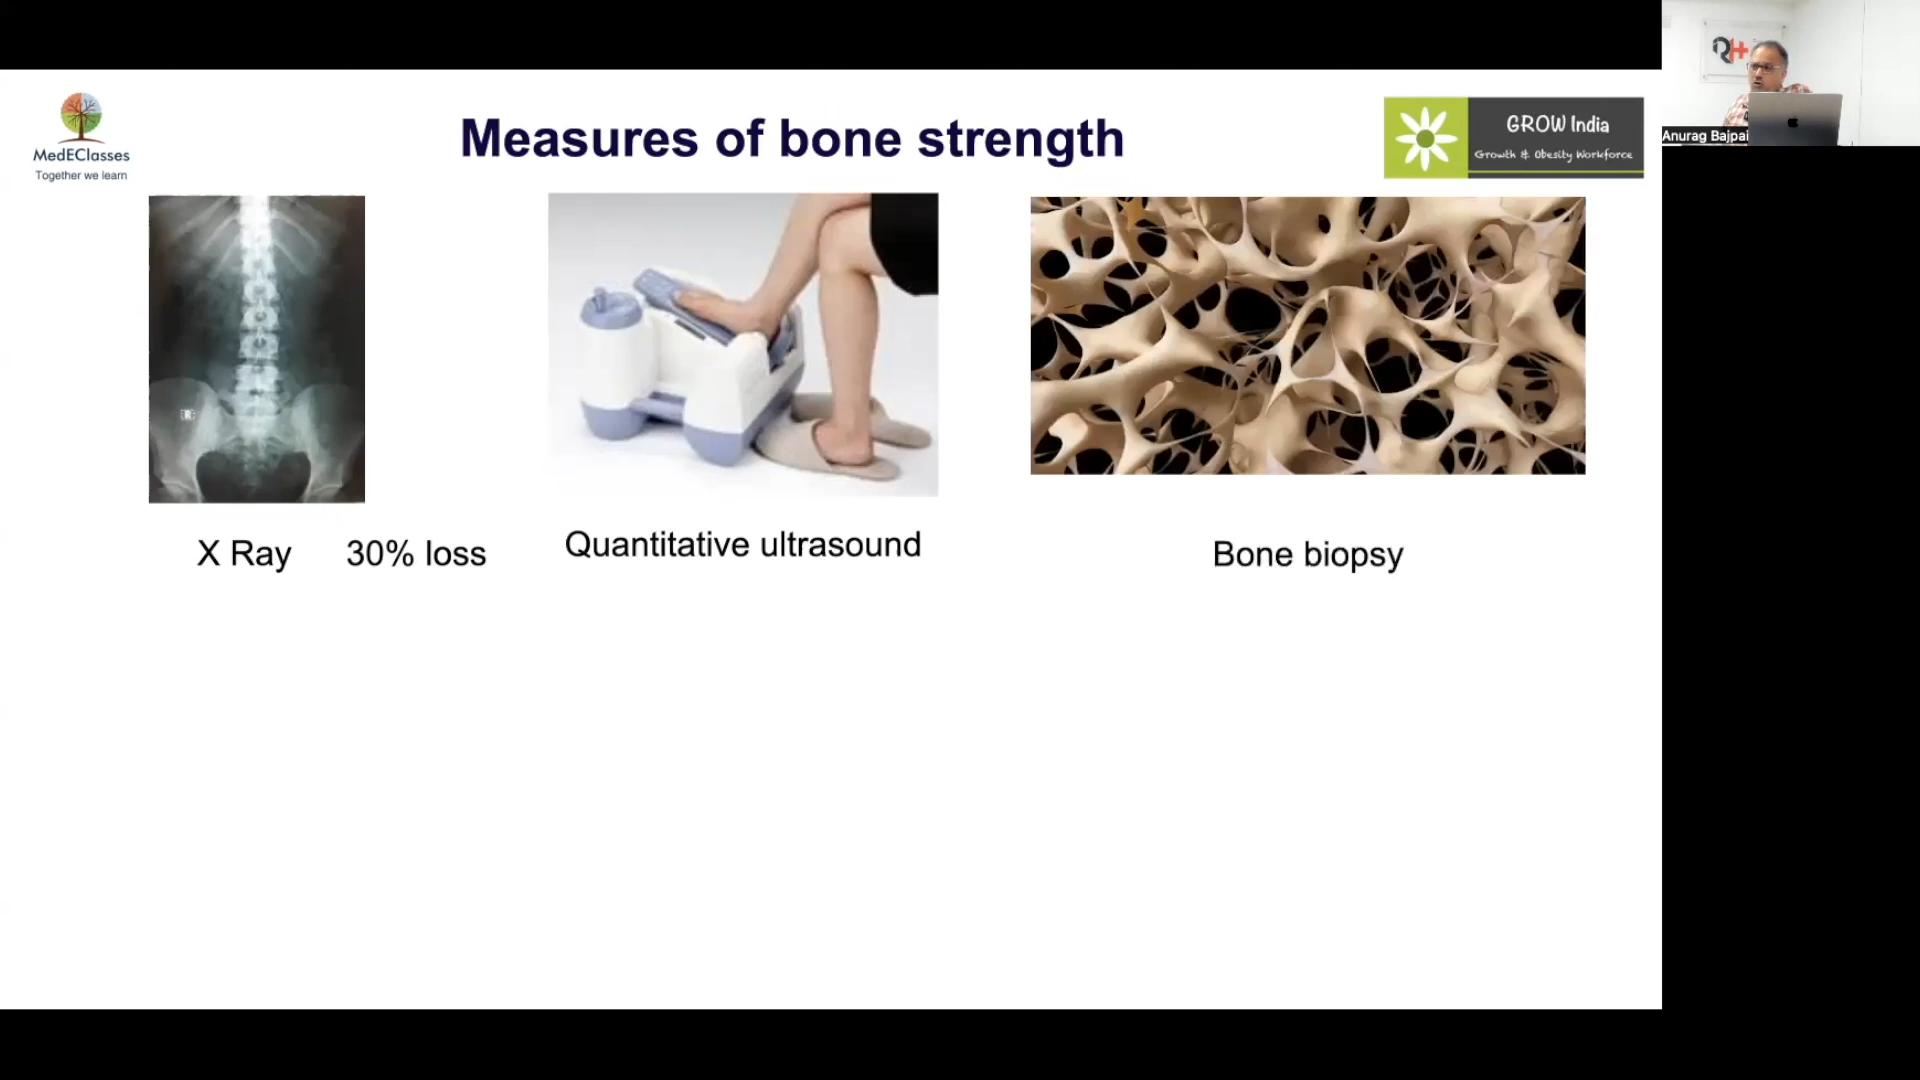 MedEClasses
Together we learn
Measures of bone strength
GROW India
Growth & Obesity Workforce
Anurag Bajpai
X Ray
30% loss
Quantitative ultrasound
Bone biopsy